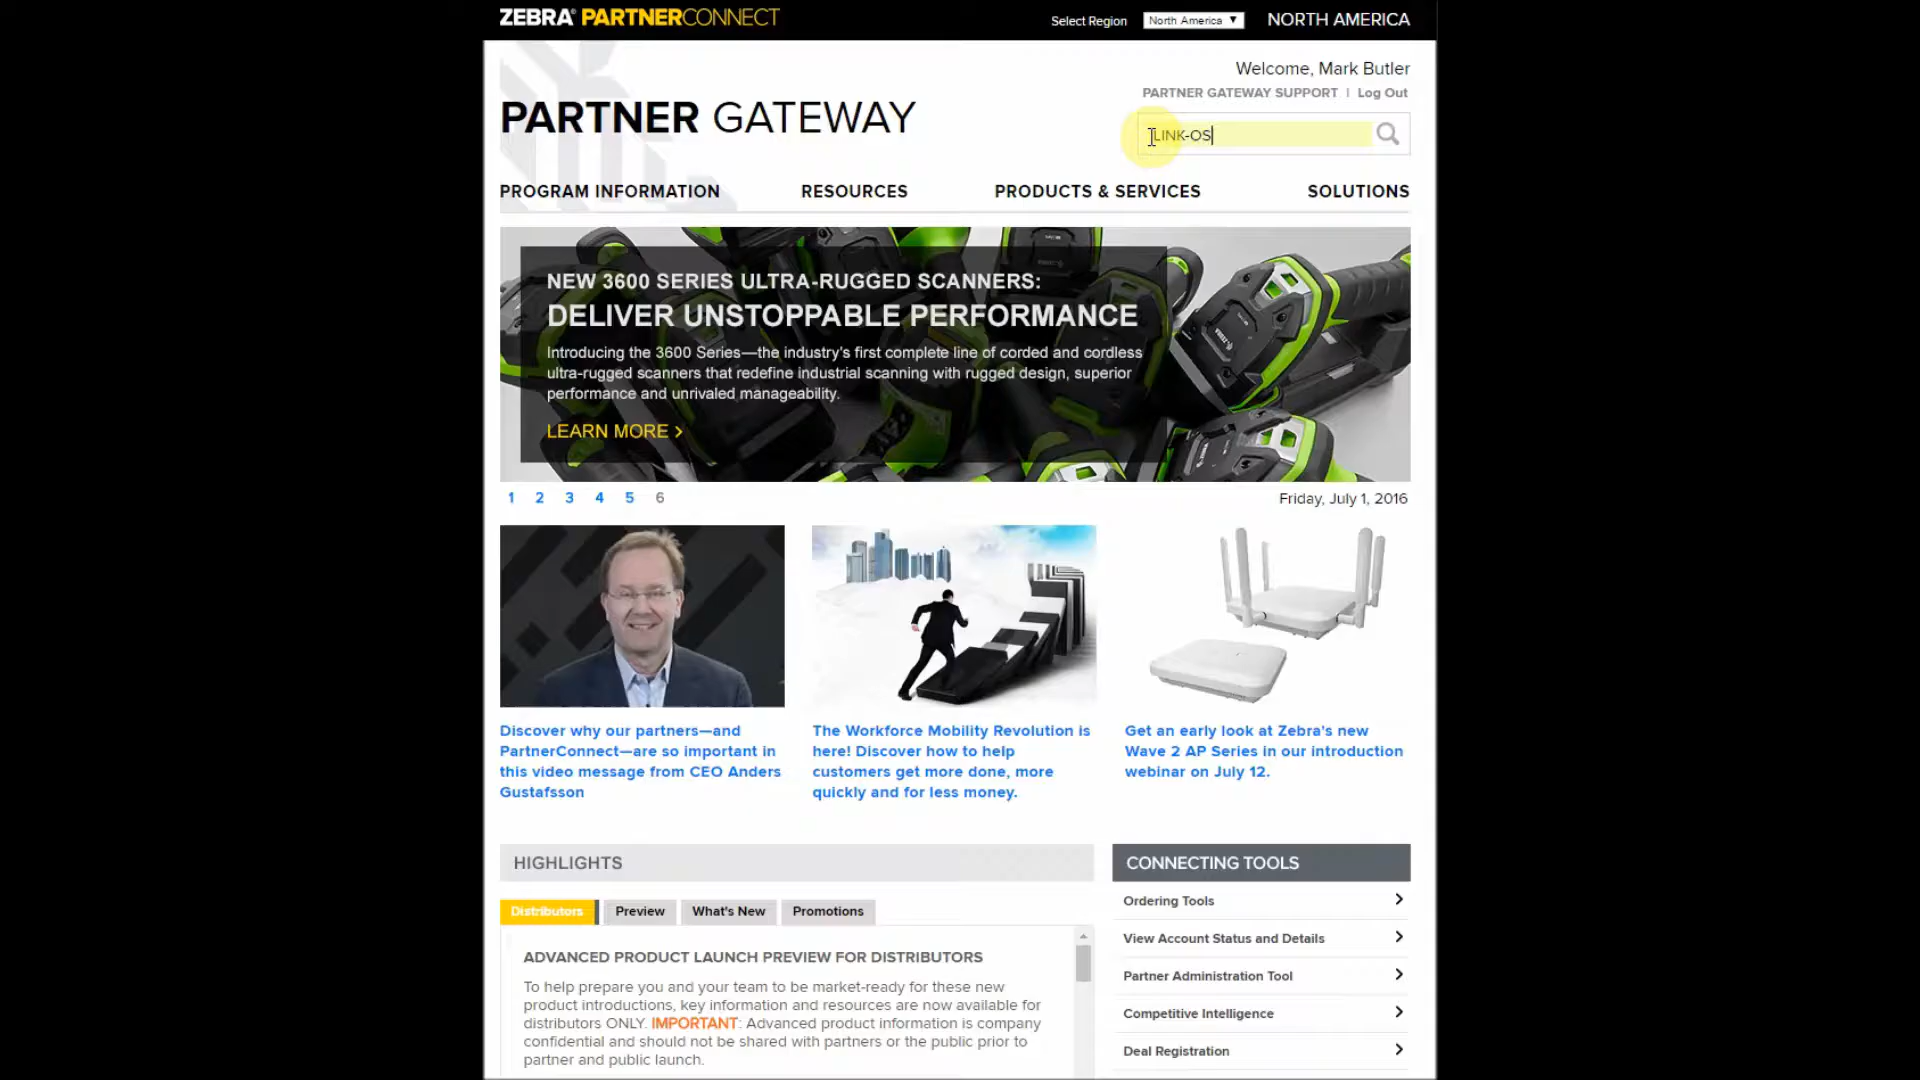 ZEBRA PARTNERCONNECT
Select Region
North America
NORTH AMERICA
Welcome, Mark Butler
PARTNER GATEWAY SUPPORT | Log Out
PARTNER GATEWAY
LINK-OS
PROGRAM INFORMATION
RESOURCES
PRODUCTS & SERVICES
SOLUTIONS
NEW 3600 SERIES ULTRA-RUGGED SCANNERS:
DELIVER UNSTOPPABLE PERFORMANCE
Introducing the 3600 Series—the industry's first complete line of corded and cordless
ultra-rugged scanners that redefine industrial scanning with rugged design, superior
performance and unrivaled manageability.
LEARN MORE >
1 2 3 4 5 6
Friday, July 1, 2016
Discover why our partners—and
PartnerConnect—are so important in
this video message from CEO Anders
Gustafsson
The Workforce Mobility Revolution is
here! Discover how to help
customers get more done, more
quickly and for less money.
Get an early look at Zebra's new
Wave 2 AP Series in our introduction
webinar on July 12.
HIGHLIGHTS
Distributors
Preview
What's New
Promotions
ADVANCED PRODUCT LAUNCH PREVIEW FOR DISTRIBUTORS
To help prepare you and your team to be market-ready for these new
product introductions, key information and resources are now available for
distributors ONLY. IMPORTANT: Advanced product information is company
confidential and should not be shared with partners or the public prior to
partner and public launch.
CONNECTING TOOLS
Ordering Tools
View Account Status and Details
Partner Administration Tool
Competitive Intelligence
Deal Registration